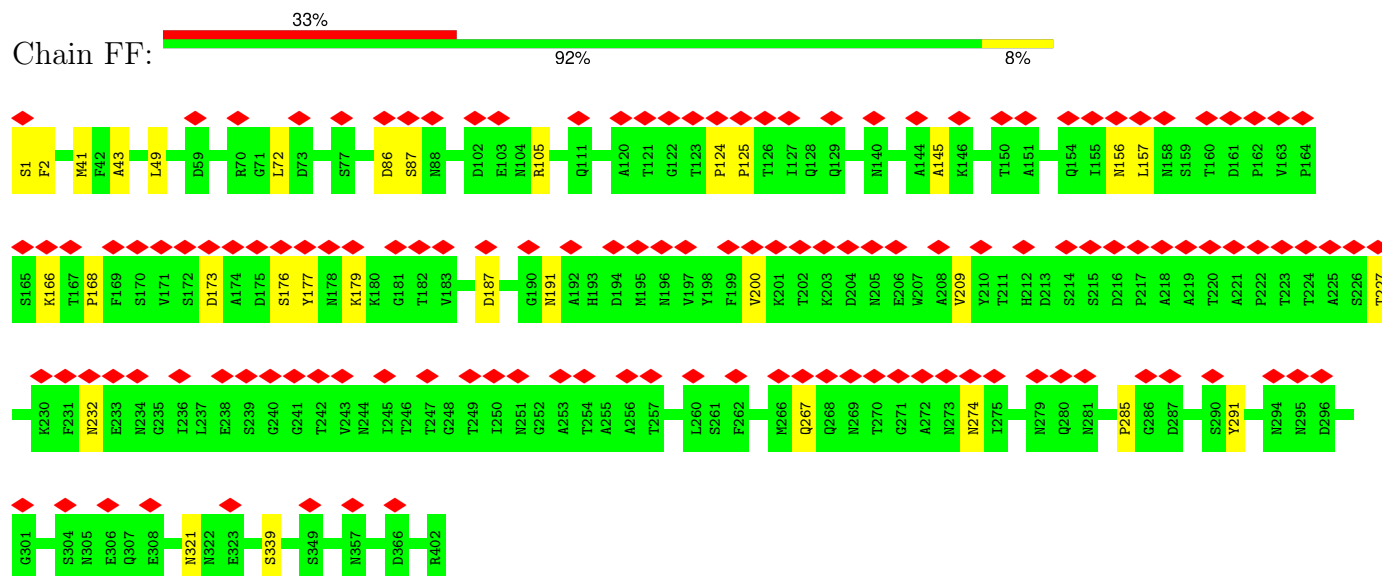 33%
Chain FF:
92% 8%
S1 F2 M41 F42 A43 L49 D59 R70 G71 L72 D73 S77 D86 S87 N88 D102 E103 N104 R105 Q111 A120 T121 G122 T123 P124 P125 T126 I127 Q128 Q129 N140 A144 A145 K146 T150 A151 Q154 I155 N156 L157 N158 S159 T160 D161 P162 V163 P164
S165 K166 T167 P168 F169 S170 V171 S172 D173 A174 D175 S176 Y177 N178 K179 K180 G181 T182 V183 D187 G190 N191 A192 H193 D194 M195 N196 V197 Y198 F199 V200 K201 T202 K203 D204 N205 E206 W207 A208 V209 Y210 T211 H212 D213 S214 S215 D216 P217 A218 A219 T220 A221 P222 T223 T224 A225 S226 T227
K230 F231 N232 E233 N234 G235 I236 L237 E238 S239 G240 G241 T242 V243 N244 I245 T246 T247 G248 T249 I250 N251 G252 A253 T254 A255 A256 T257 L260 S261 F262 M266 Q267 Q268 N269 T270 G271 A272 N273 N274 I275 N279 Q280 N281 P285 G286 D287 S290 Y291 N294 N295 D296
G301 S304 N305 E306 Q307 E308 N321 N322 E323 S339 S349 N357 D366 R402